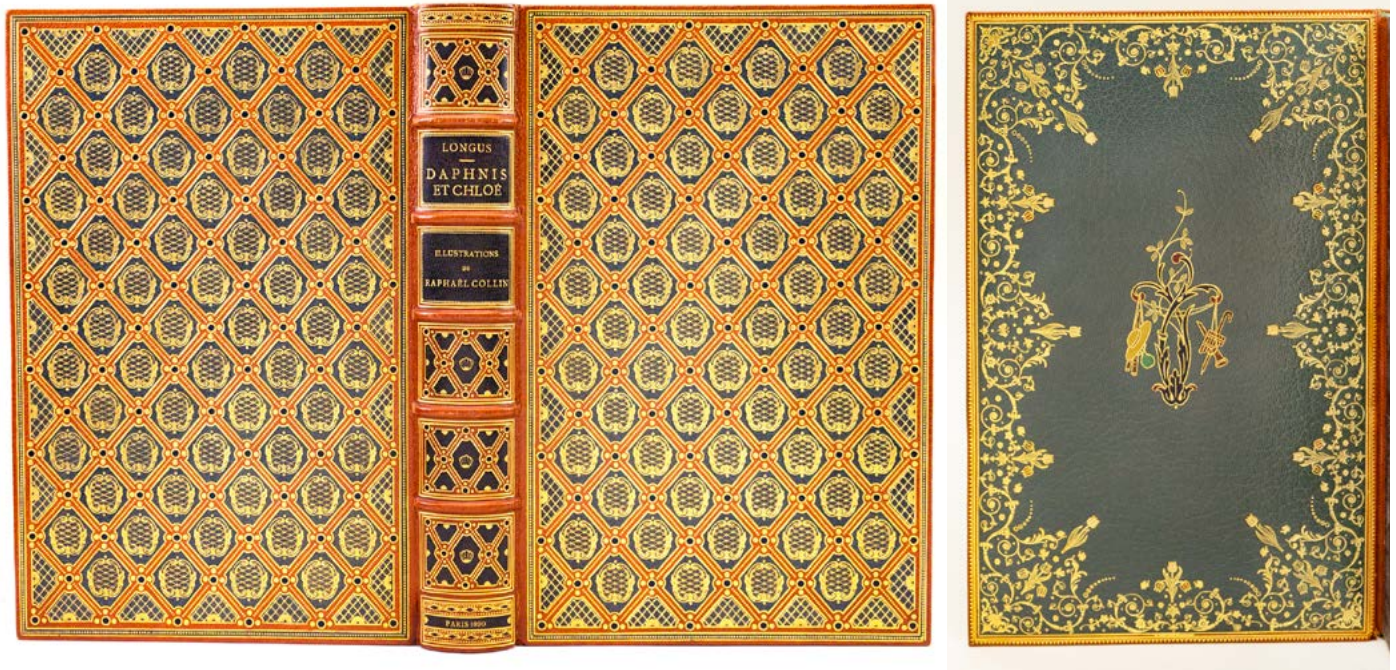 LONGUS
DAPHNIS
ET CHLOÉ
ILLUSTRATIONS
DE
RAPHAËL COLLIN
PARIS 1890